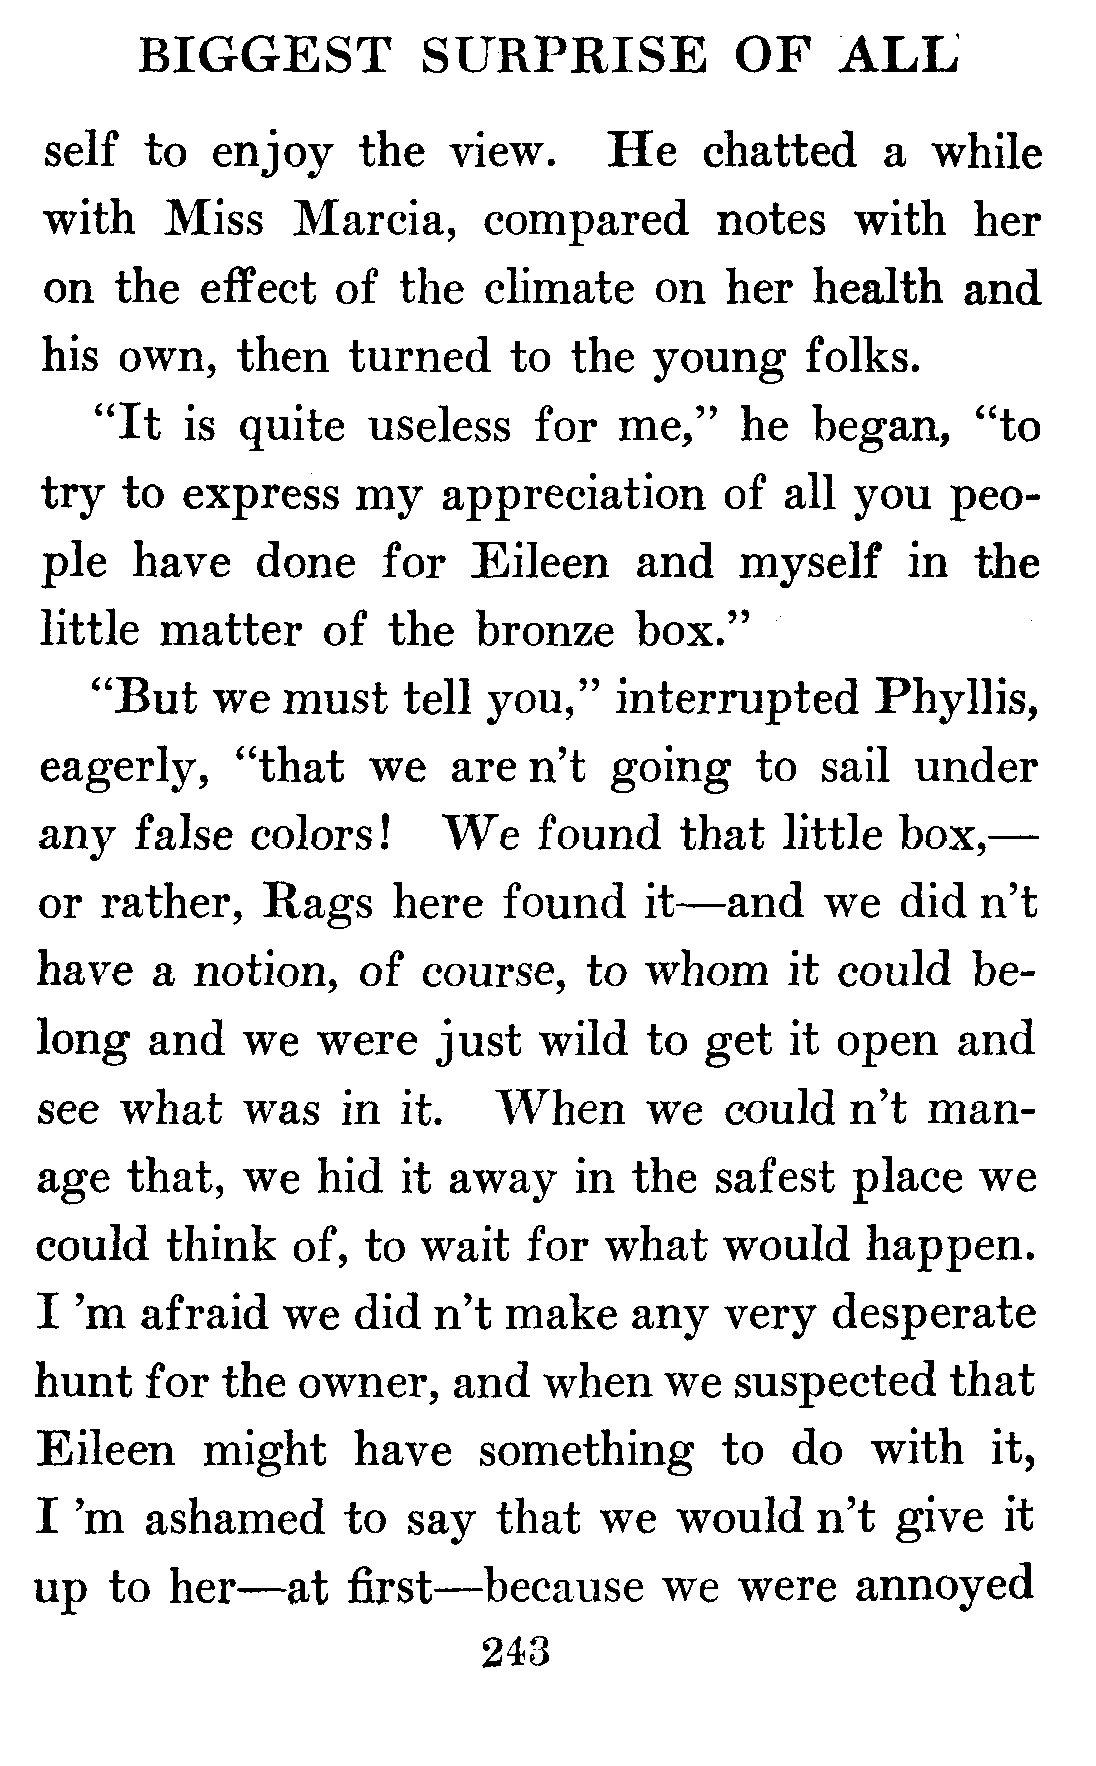 BIGGEST SURPRISE OF ALL
self to enjoy the view. He chatted a while
with Miss Marcia, compared notes with her
on the effect of the climate on her health and
his own, then turned to the young folks.
“It is quite useless for me,” he began, “to
try to express my appreciation of all you peo-
ple have done for Eileen and myself in the
little matter of the bronze box.”
“But we must tell you,” interrupted Phyllis,
eagerly, “that we are n’t going to sail under
any false colors! We found that little box,—
or rather, Rags here found it—and we did n’t
have a notion, of course, to whom it could be-
long and we were just wild to get it open and
see what was in it. When we could n’t man-
age that, we hid it away in the safest place we
could think of, to wait for what would happen.
I ’m afraid we did n’t make any very desperate
hunt for the owner, and when we suspected that
Eileen might have something to do with it,
I ’m ashamed to say that we would n’t give it
up to her—at first—because we were annoyed
243